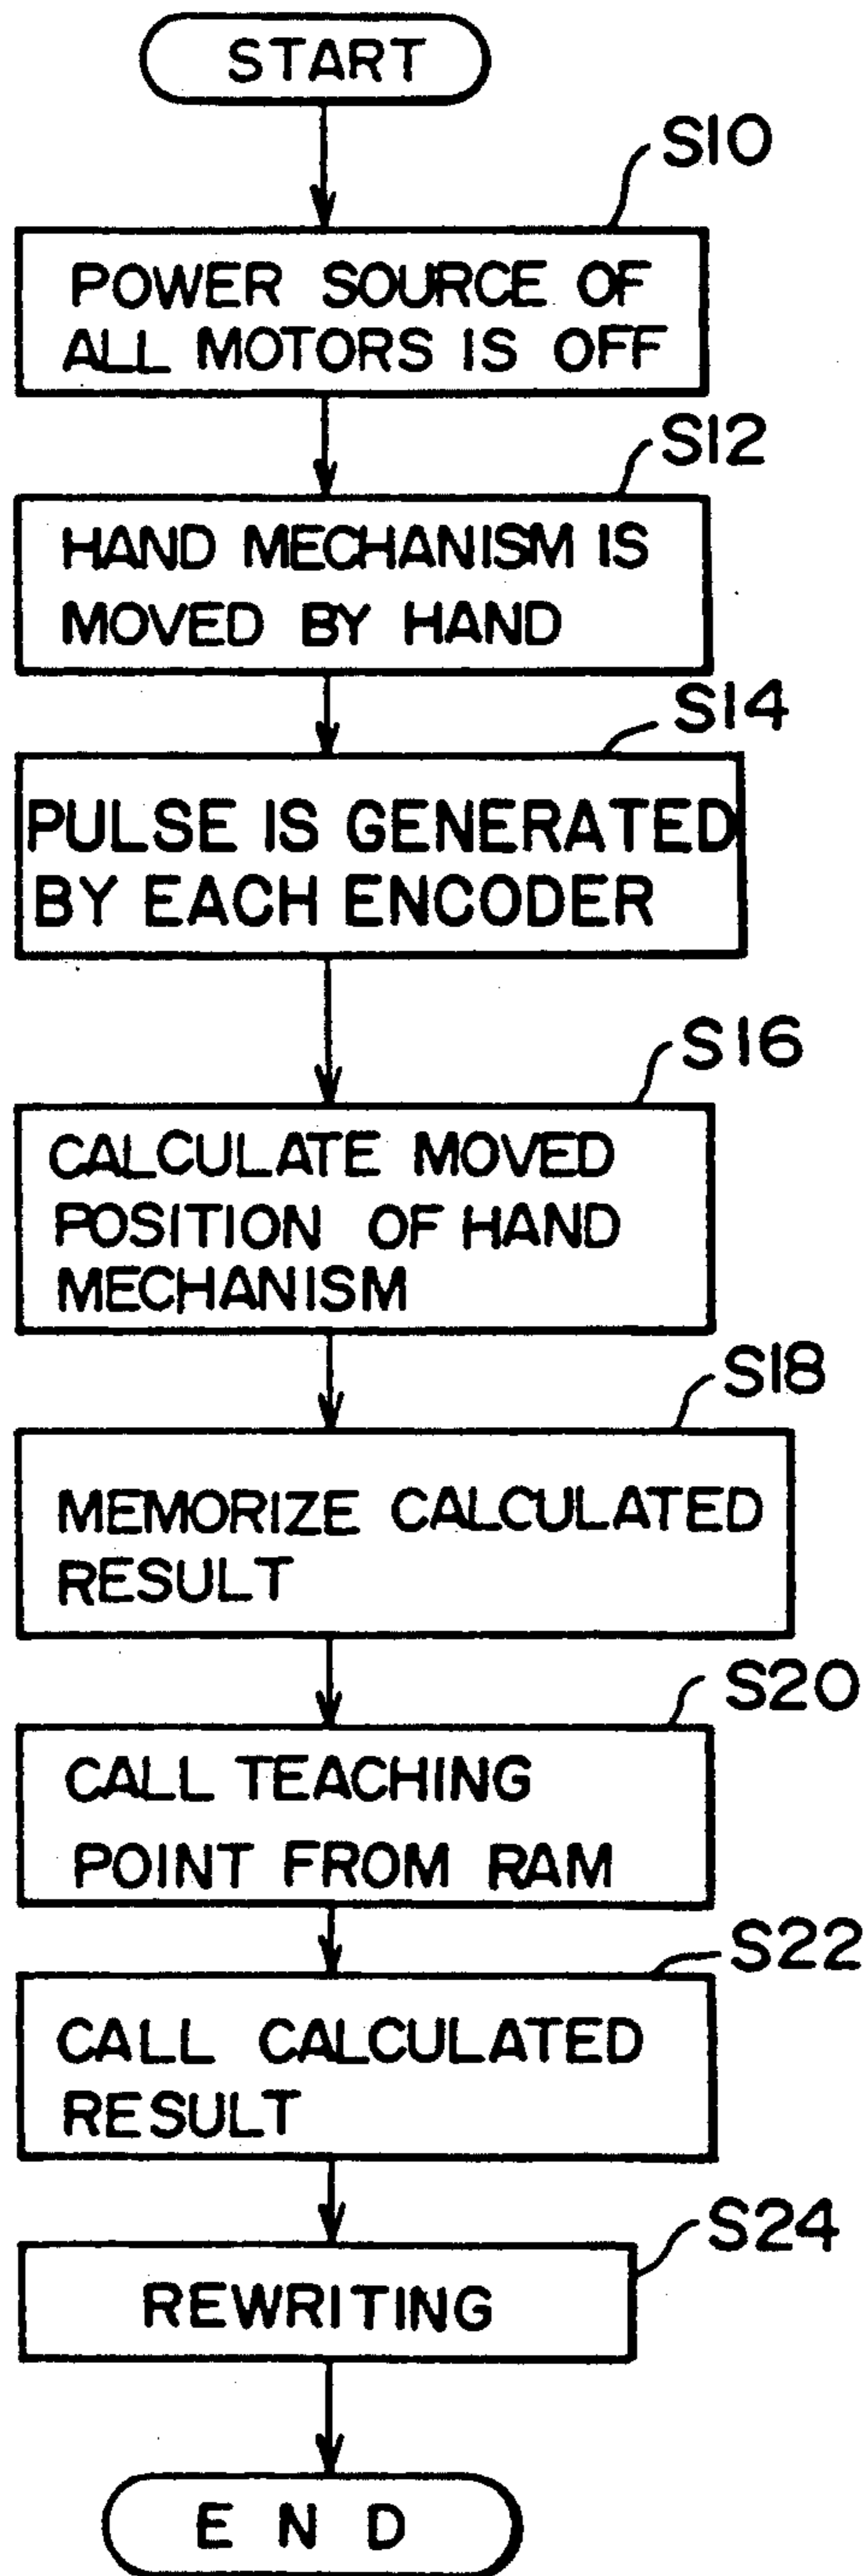 START
S10
POWER SOURCE OF
ALL MOTORS IS OFF
S12
HAND MECHANISM IS
MOVED BY HAND
S14
PULSE IS GENERATED
BY EACH ENCODER
S16
CALCULATE MOVED
POSITION OF HAND
MECHANISM
S18
MEMORIZE CALCULATED
RESULT
S20
CALL TEACHING
POINT FROM RAM
S22
CALL CALCULATED
RESULT
S24
REWRITING
END